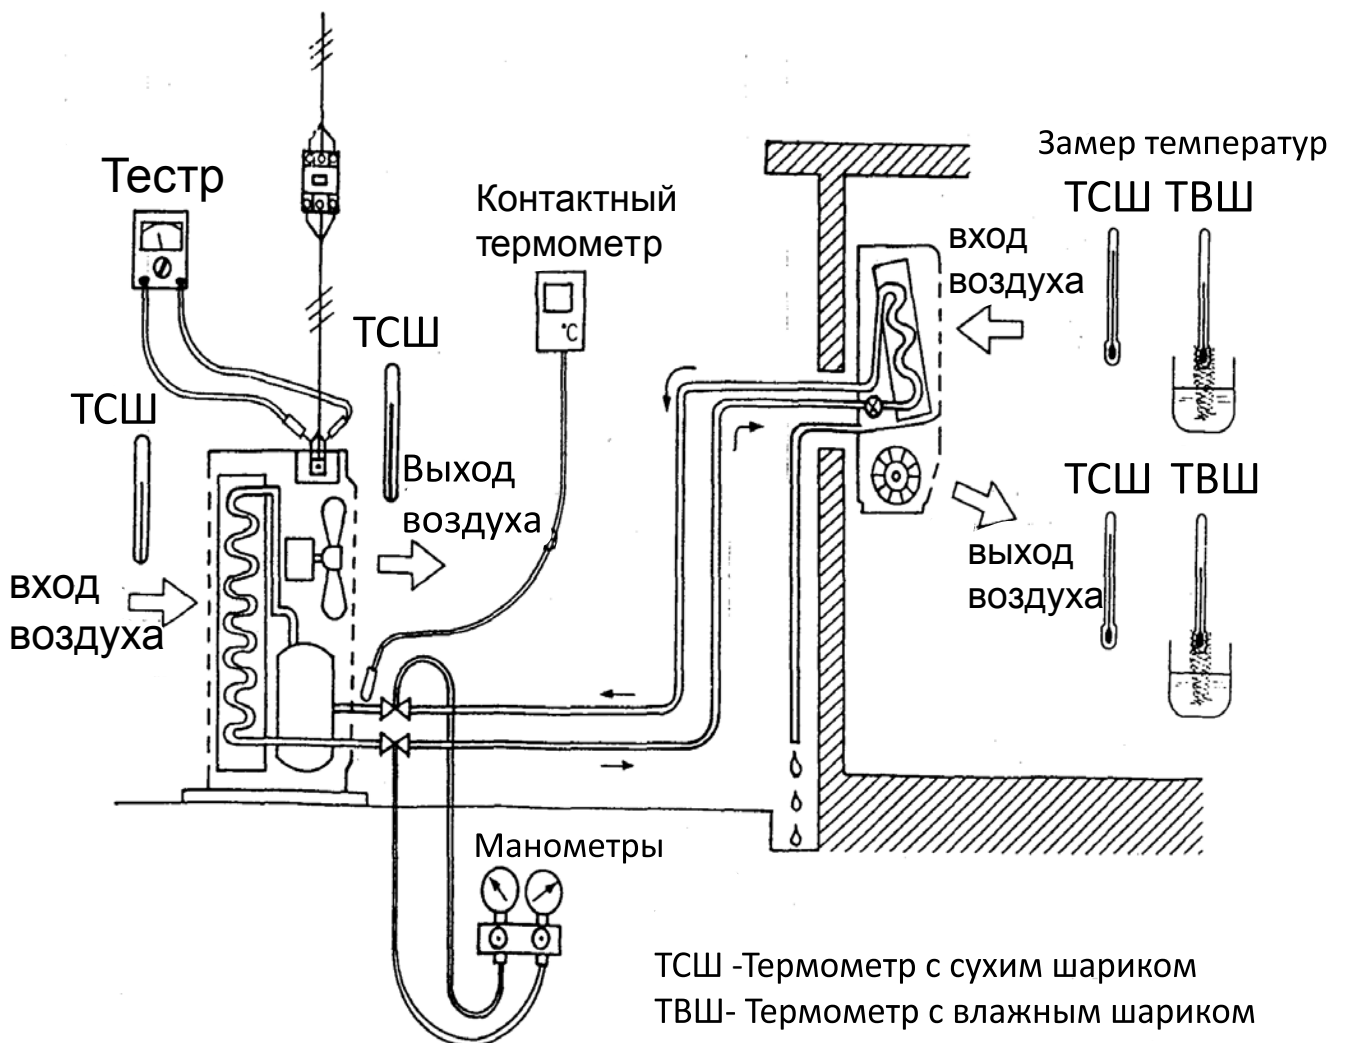 Замер температур
Тестр
Контактный
термометр
ТСШ ТВШ
вход
воздуха
°C
ТСШ
ТСШ
Выход
воздуха
ТСШ ТВШ
выход
воздуха
вход
воздуха
Манометры
ТСШ -Термометр с сухим шариком
ТВШ- Термометр с влажным шариком